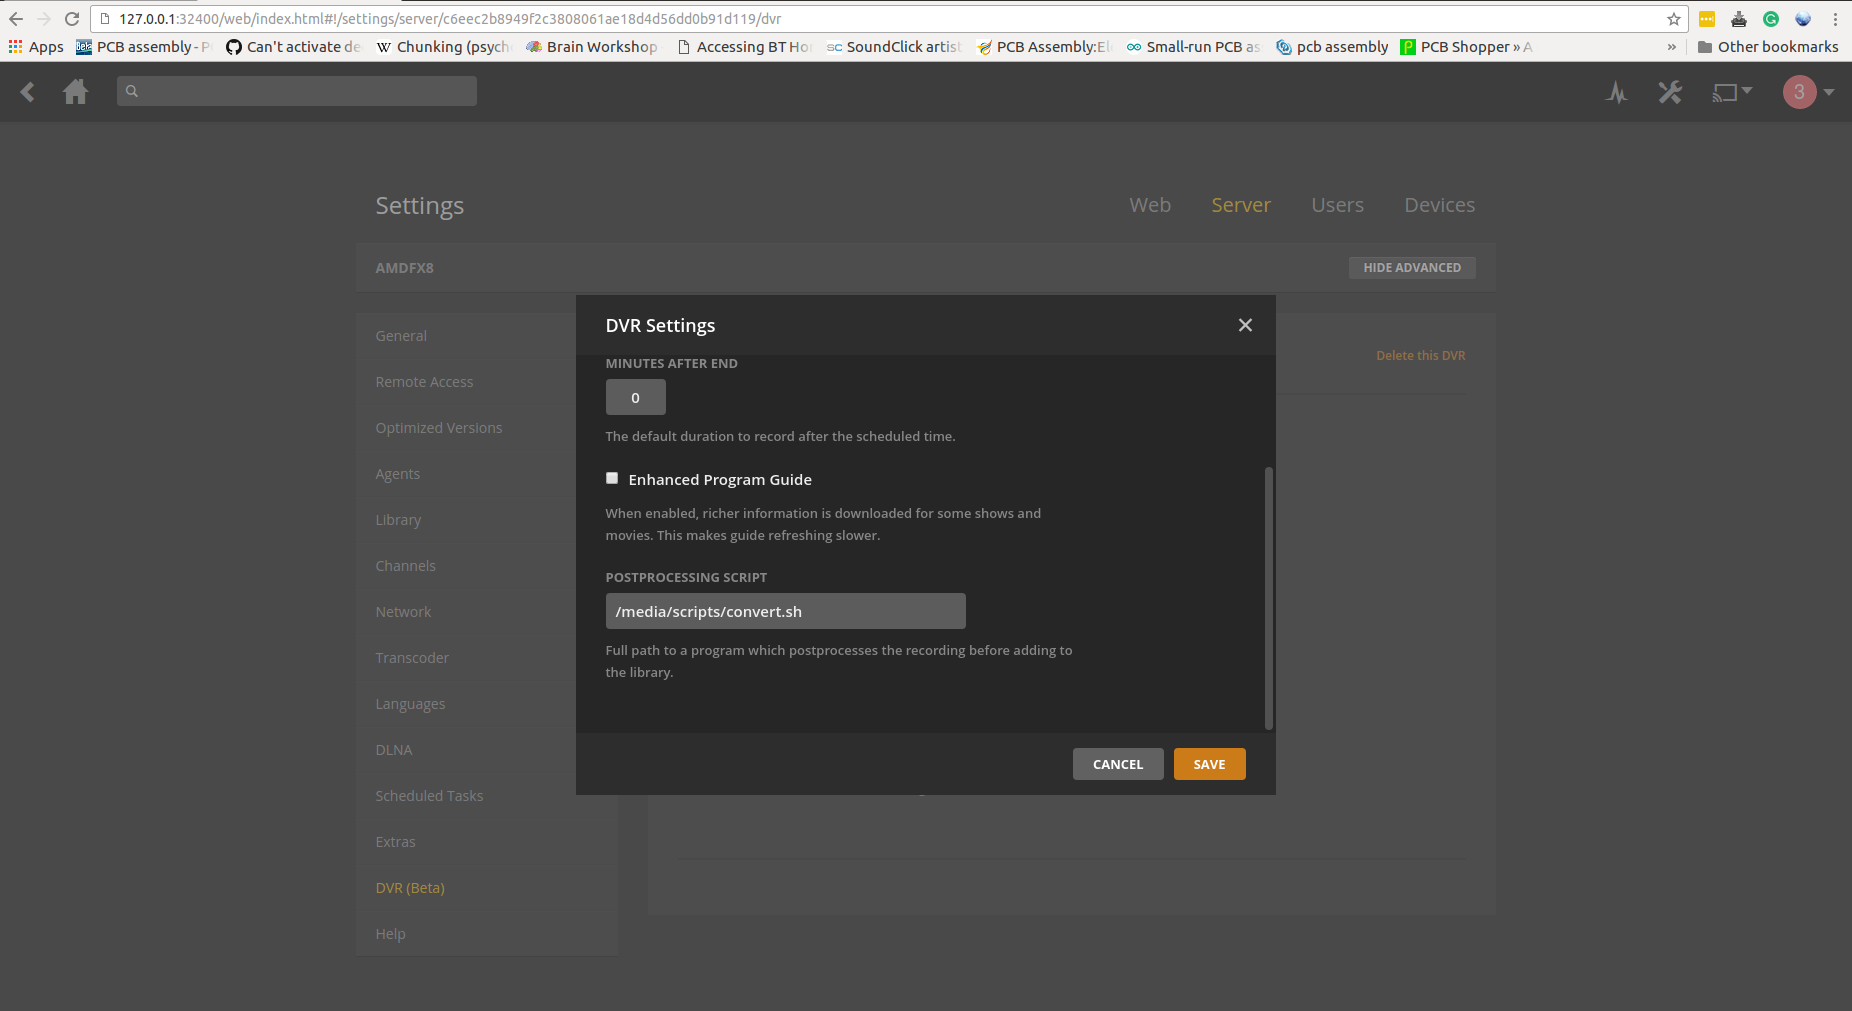 127.0.0.1:32400/web/index.html#!/settings/server/c6eec2b8949f2c3808061ae18d4d56dd0b91d119/dvr
Apps Beta PCB assembly - P Can't activate de W Chunking (psych Brain Workshop Accessing BT Ho SC SoundClick artist PCB Assembly:El Small-run PCB as pcb assembly P PCB Shopper » A » Other bookmarks
3
Settings Web Server Users Devices
AMDFX8 HIDE ADVANCED
General
Remote Access
Optimized Versions
Agents
Library
Channels
Network
Transcoder
Languages
DLNA
Scheduled Tasks
Extras
DVR (Beta)
Help
Delete this DVR
DVR Settings
MINUTES AFTER END
0
The default duration to record after the scheduled time.
Enhanced Program Guide
When enabled, richer information is downloaded for some shows and
movies. This makes guide refreshing slower.
POSTPROCESSING SCRIPT
/media/scripts/convert.sh
Full path to a program which postprocesses the recording before adding to
the library.
CANCEL SAVE